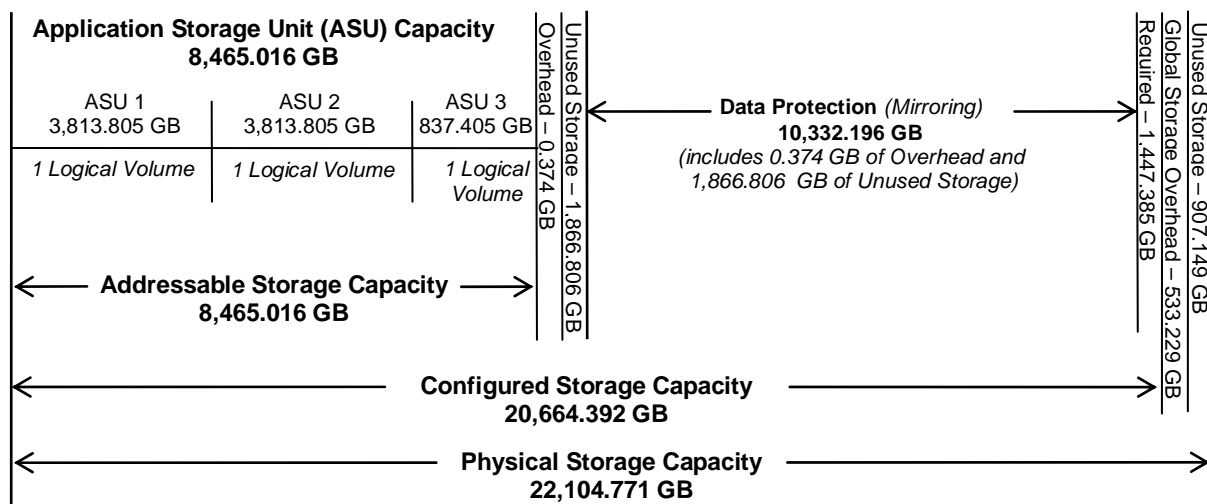 Application Storage Unit (ASU) Capacity
8,465.016 GB
ASU 1
3,813.805 GB
1 Logical Volume
ASU 2
3,813.805 GB
1 Logical Volume
ASU 3
837.405 GB
1 Logical
Volume
Overhead – 0.374 GB
Unused Storage – 1,866.806 GB
Data Protection (Mirroring)
10,332.196 GB
(includes 0.374 GB of Overhead and
1,866.806 GB of Unused Storage)
Required – 1.447.385 GB
Global Storage Overhead – 533.229 GB
Unused Storage – 907.149 GB
Addressable Storage Capacity
8,465.016 GB
Configured Storage Capacity
20,664.392 GB
Physical Storage Capacity
22,104.771 GB